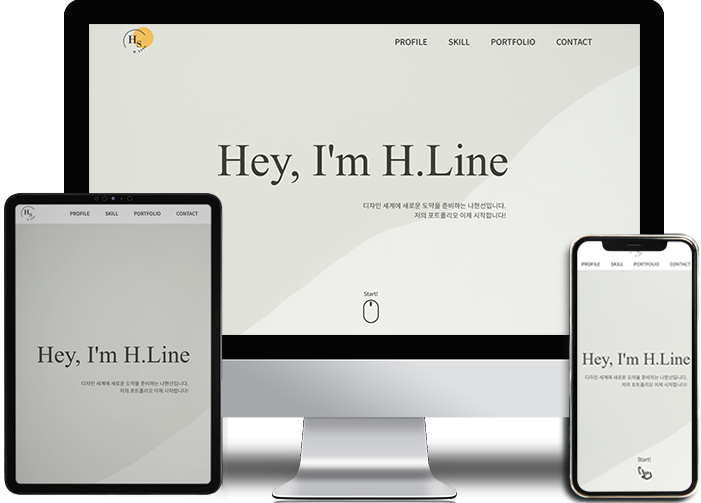 HS
PROFILE SKILL PORTFOLIO CONTACT
Hey, I'm H.Line
디자인 세계에 새로운 도약을 준비하는 나현선입니다.
저의 포트폴리오 이제 시작합니다!
Start!
HS
PROFILE SKILL PORTFOLIO CONTACT
Hey, I'm H.Line
디자인 세계에 새로운 도약을 준비하는 나현선입니다.
저의 포트폴리오 이제 시작합니다!
PROFILE SKILL PORTFOLIO CONTACT
Hey, I'm H.Line
디자인 세계에 새로운 도약을 준비하는 나현선입니다.
저의 포트폴리오 이제 시작합니다!
Start!